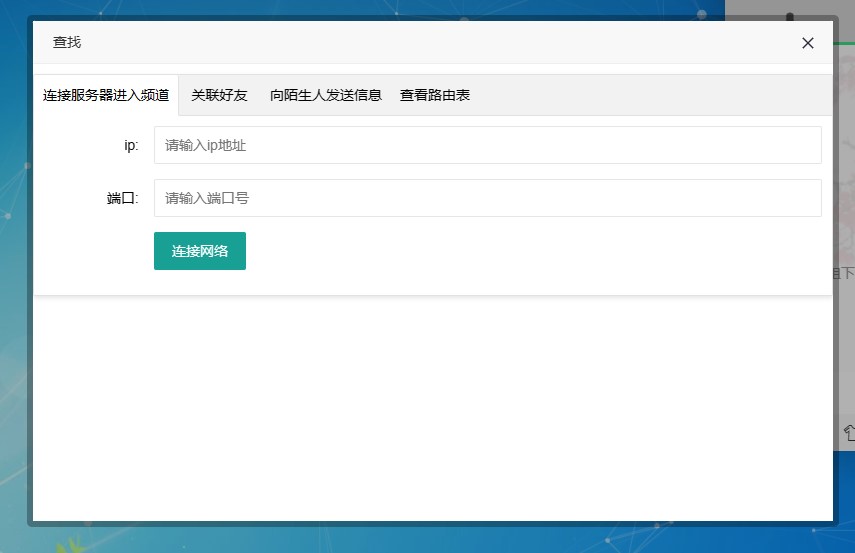 查找
连接服务器进入频道 关联好友 向陌生人发送信息 查看路由表
ip: 请输入ip地址
端口: 请输入端口号
连接网络